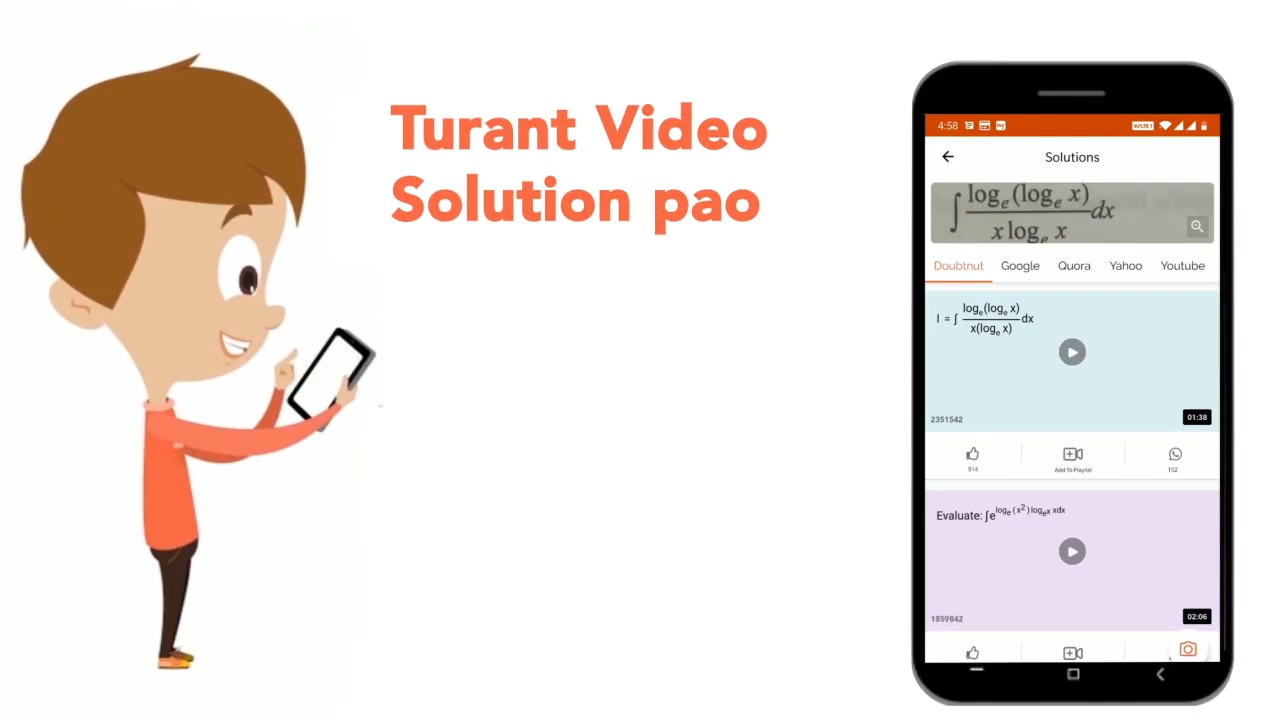 Turant Video
Solution pao
4:58
VoLTE1
Solutions
∫ logₑ(logₑ x) / x logₑ x dx
Doubtnut Google Quora Yahoo Youtube
I = ∫ logₑ(logₑ x) / x(logₑ x) dx
2351542 01:38
914 Add To Playlist 152
Evaluate: ∫e^logₑ(x²)logₑx xdx
1859842 02:06